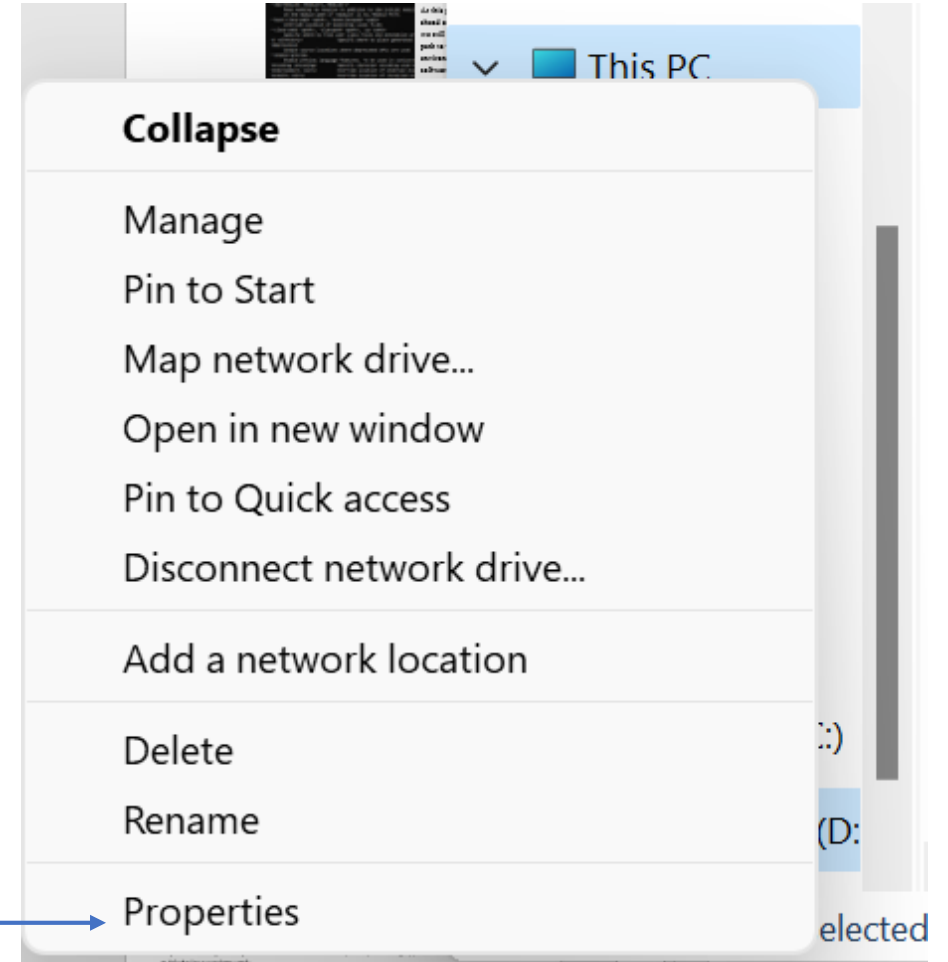 This PC
Collapse
Manage
Pin to Start
Map network drive...
Open in new window
Pin to Quick access
Disconnect network drive...
Add a network location
:)
Delete
Rename
(D:
Properties
elected